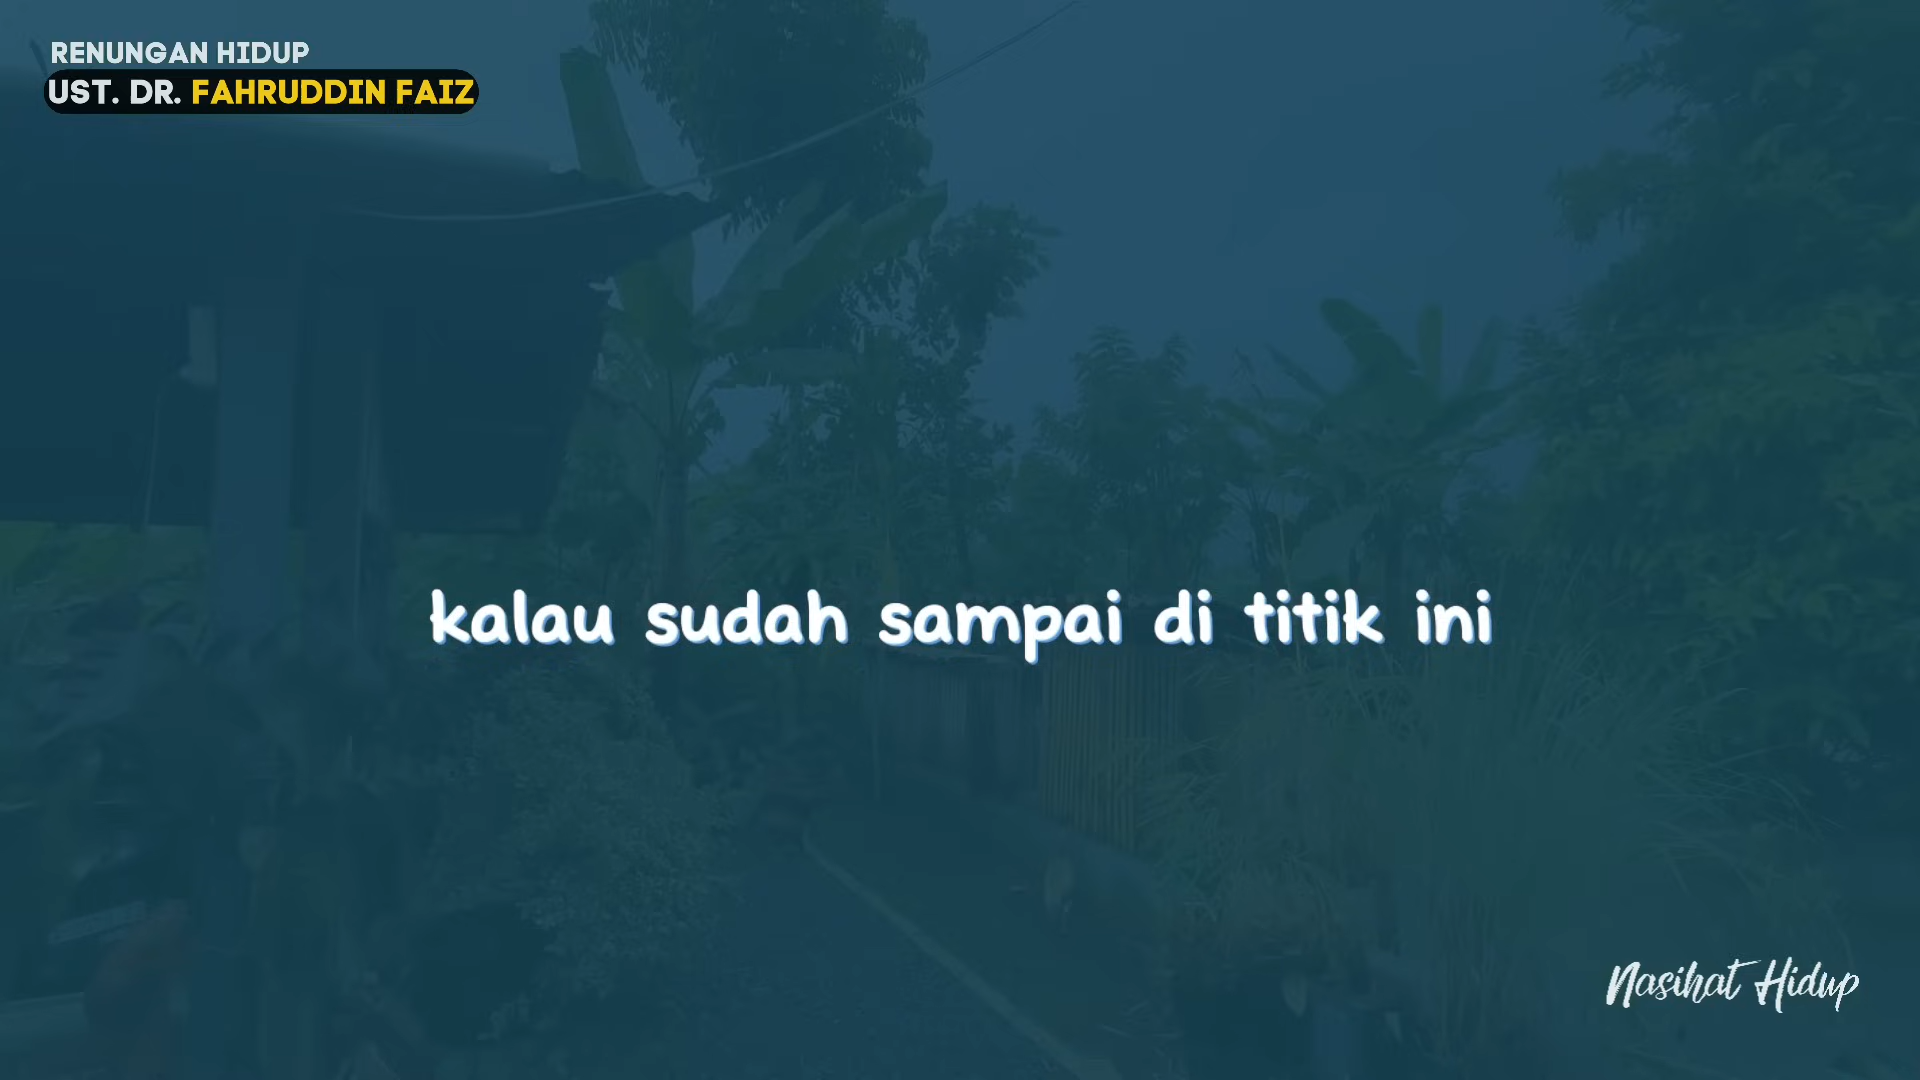 RENUNGAN HIDUP
UST. DR. FAHRUDDIN FAIZ
kalau sudah sampai di titik ini
Nasihat Hidup